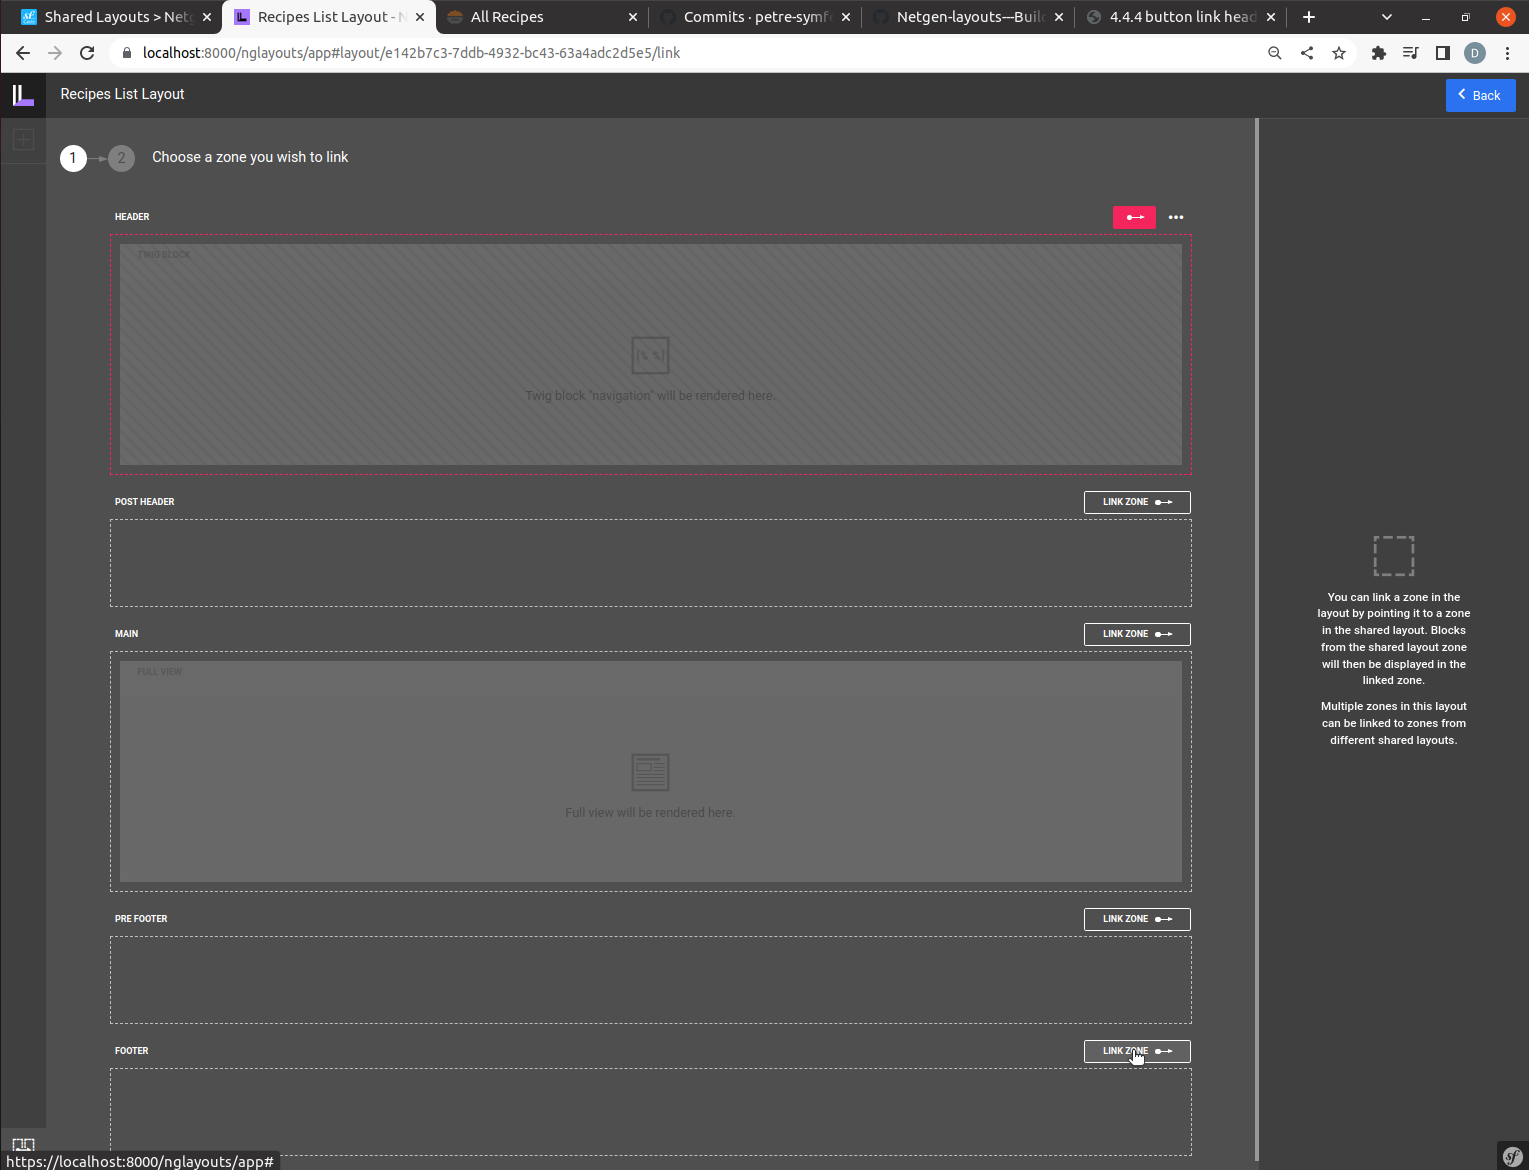 Shared Layouts > Netg
Recipes List Layout - N
All Recipes
Commits · petre-symf
Netgen-layouts---Buil
4.4.4 button link head
localhost:8000/nglayouts/app#layout/e142b7c3-7ddb-4932-bc43-63a4adc2d5e5/link
D
Recipes List Layout
Back
1
2
Choose a zone you wish to link
HEADER
TWIG BLOCK
Twig block "navigation" will be rendered here.
POST HEADER
LINK ZONE
MAIN
LINK ZONE
FULL VIEW
Full view will be rendered here.
PRE FOOTER
LINK ZONE
FOOTER
LINK ZONE
You can link a zone in the
layout by pointing it to a zone
in the shared layout. Blocks
from the shared layout zone
will then be displayed in the
linked zone.
Multiple zones in this layout
can be linked to zones from
different shared layouts.
https://localhost:8000/nglayouts/app#
sf